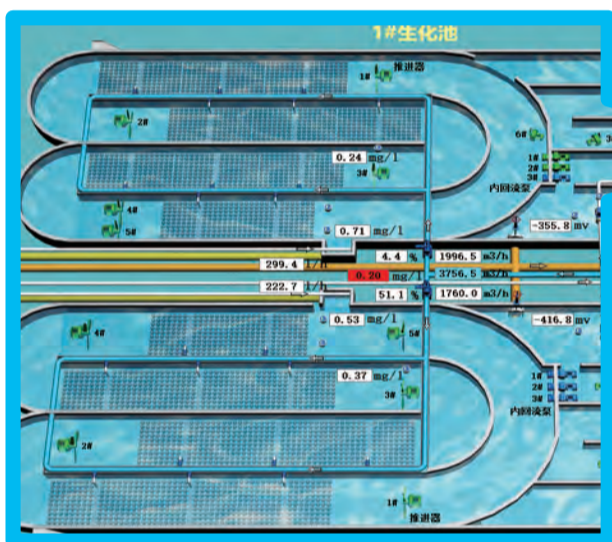 1#生化池
推进器
1#
2#
6#
3#
0.24 mg/l
3#
1#
2#
3#
内回流泵
4#
5#
0.71 mg/l
-355.8 mv
299.4 l/h
4.4 %
1996.5 m3/h
0.20 mg/l
3756.5 m3/h
222.7 l/h
51.1 %
1760.0 m3/h
0.53 mg/l
-416.8 mv
4#
5#
0.37 mg/l
3#
1#
2#
3#
内回流泵
2#
1#
推进器